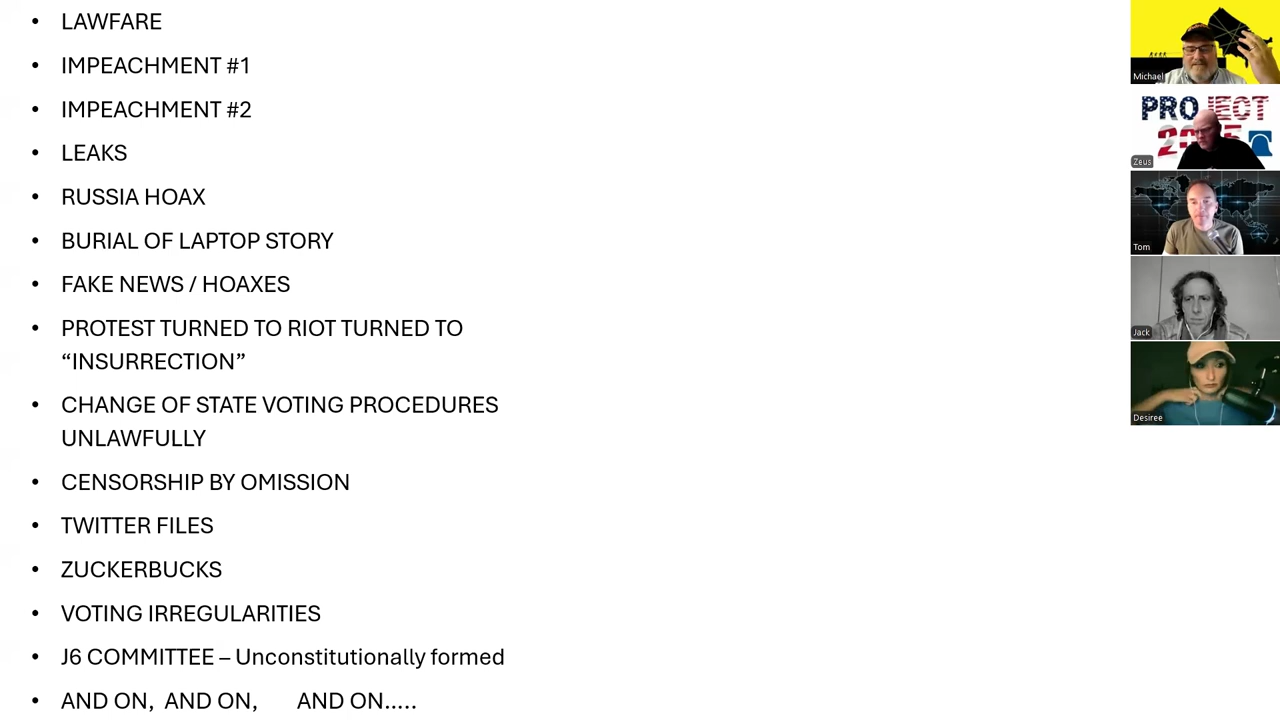 • LAWFARE
• IMPEACHMENT #1
• IMPEACHMENT #2
• LEAKS
• RUSSIA HOAX
• BURIAL OF LAPTOP STORY
• FAKE NEWS / HOAXES
• PROTEST TURNED TO RIOT TURNED TO
“INSURRECTION”
• CHANGE OF STATE VOTING PROCEDURES
UNLAWFULLY
• CENSORSHIP BY OMISSION
• TWITTER FILES
• ZUCKERBUCKS
• VOTING IRREGULARITIES
• J6 COMMITTEE – Unconstitutionally formed
• AND ON, AND ON, AND ON.....
Michael
PROJECT
Zeus
Tom
Jack
Desiree